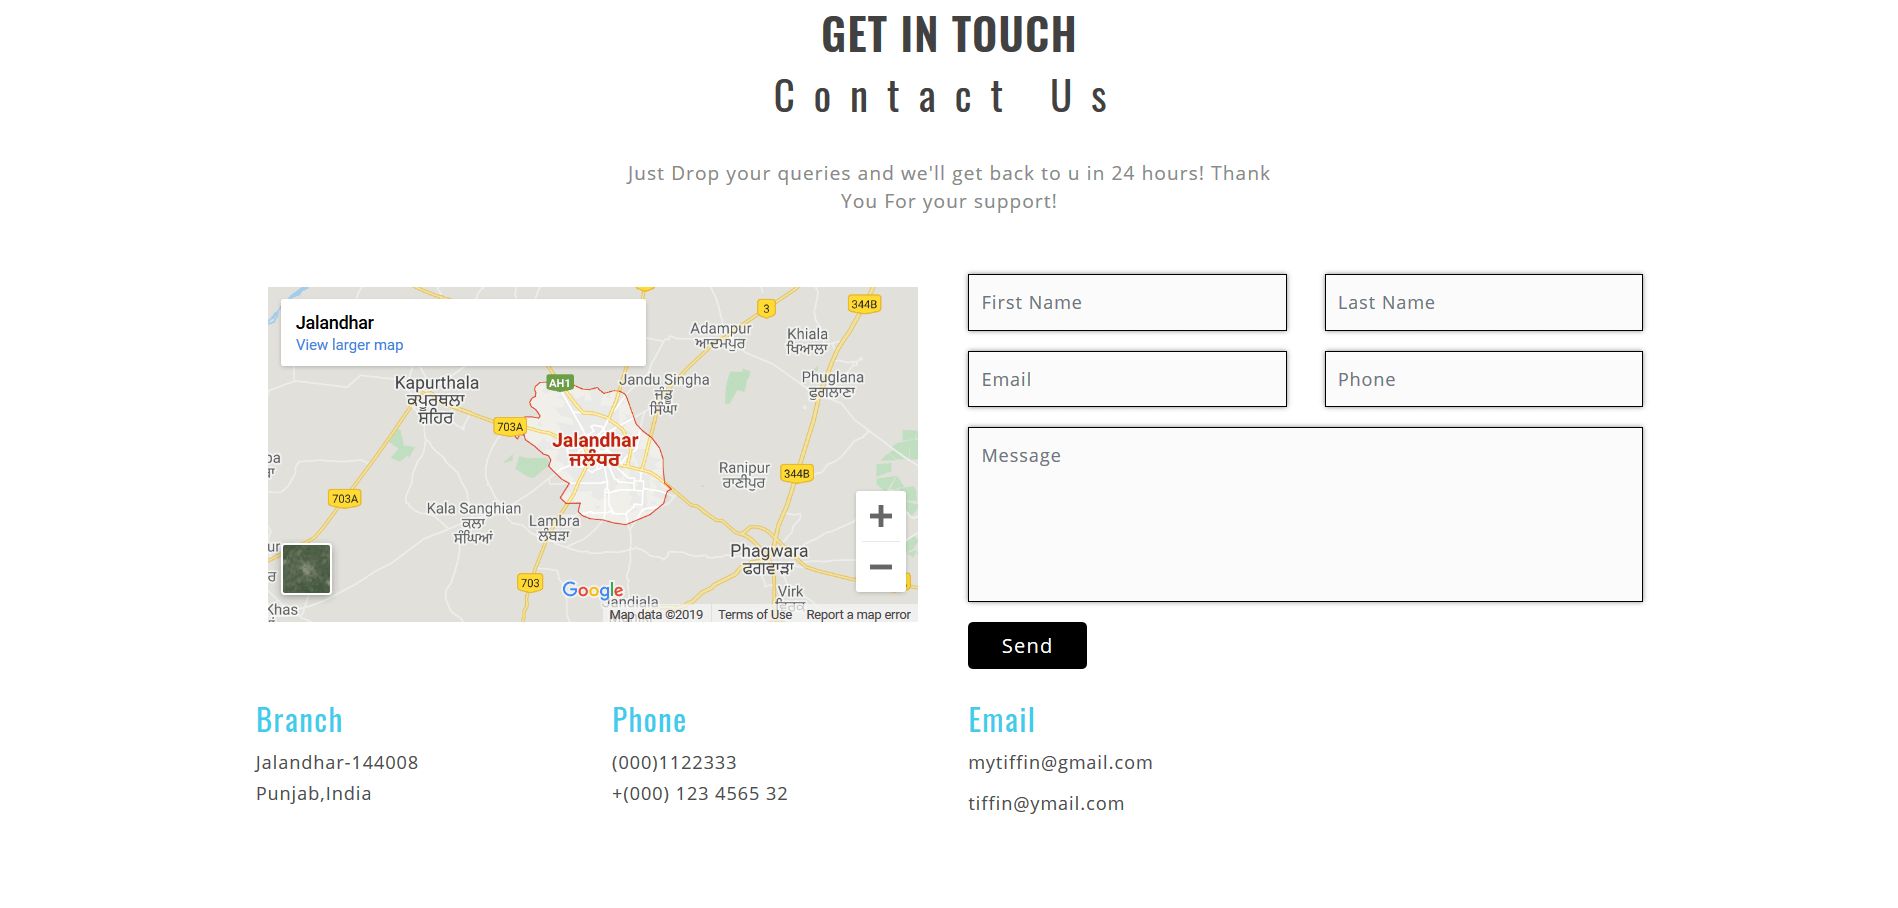 GET IN TOUCH
Contact Us
Just Drop your queries and we'll get back to u in 24 hours! Thank
You For your support!
Jalandhar
View larger map
3
344B
Adampur
ਆਦਮਪੁਰ
Khiala
ਖਿਆਲਾ
Kapurthala
ਕਪੂਰਥਲਾ
ਸ਼ਹਿਰ
AH1
Jandu Singha
ਜੰਡੂ
ਸਿੰਘਾ
Phuglana
ਫੁਗਲਾਣਾ
703A
Jalandhar
ਜਲੰਧਰ
Ranipur
ਰਾਣੀਪੁਰ
344B
703A
Kala Sanghian
ਕਲਾ
ਸੰਘਿਆਂ
Lambra
ਲੰਬੜਾ
Phagwara
ਫਗਵਾੜਾ
703
Google
Jandiala
Virk
ਵਿਰਕ
Khas
Map data ©2019
Terms of Use
Report a map error
First Name
Last Name
Email
Phone
Message
Send
Branch
Jalandhar-144008
Punjab,India
Phone
(000)1122333
+(000) 123 4565 32
Email
mytiffin@gmail.com
tiffin@ymail.com